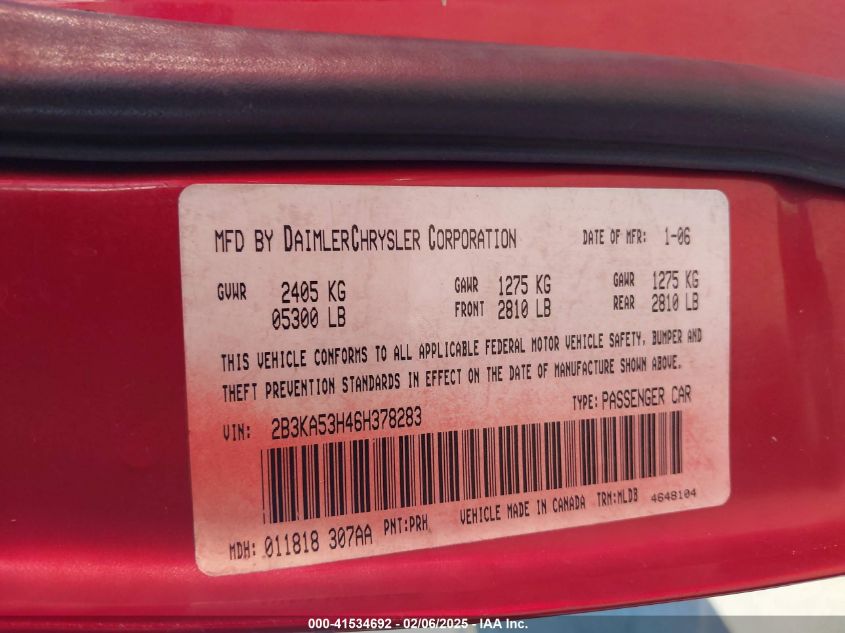 MFD BY DAIMLERCHRYSLER CORPORATION DATE OF MFR: 1-06
GVWR 2405 KG GAWR 1275 KG GAWR 1275 KG
05300 LB FRONT 2810 LB REAR 2810 LB
THIS VEHICLE CONFORMS TO ALL APPLICABLE FEDERAL MOTOR VEHICLE SAFETY, BUMPER AND
THEFT PREVENTION STANDARDS IN EFFECT ON THE DATE OF MANUFACTURE SHOWN ABOVE.
VIN: 2B3KA53H46H378283 TYPE: PASSENGER CAR
MDH: 011818 307AA PNT:PRH VEHICLE MADE IN CANADA TRM:MLDB 4648104
000-41534692 – 02/06/2025 – IAA Inc.